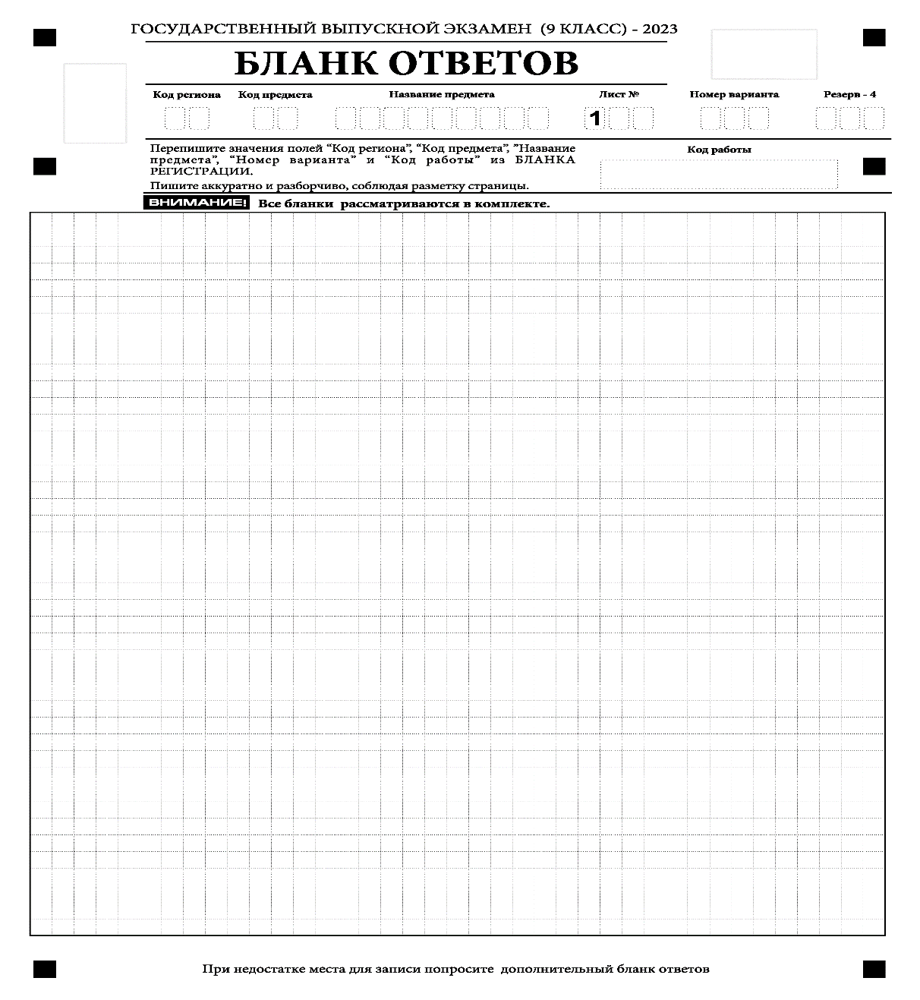 ГОСУДАРСТВЕННЫЙ ВЫПУСКНОЙ ЭКЗАМЕН (9 КЛАСС) - 2023
БЛАНК ОТВЕТОВ
Код региона Код предмета Название предмета Лист № Номер варианта Резерв - 4
1
Перепишите значения полей “Код региона”, “Код предмета”, ”Название
предмета”, “Номер варианта” и “Код работы” из БЛАНКА
РЕГИСТРАЦИИ.
Пишите аккуратно и разборчиво, соблюдая разметку страницы.
Код работы
ВНИМАНИЕ! Все бланки рассматриваются в комплекте.
При недостатке места для записи попросите дополнительный бланк ответов